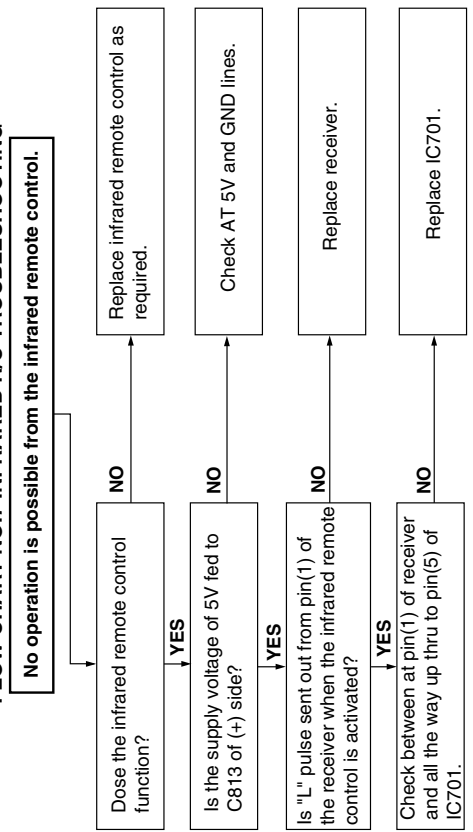 No operation is possible from the infrared remote control.
Dose the infrared remote control
function?
NO
Replace infrared remote control as
required.
YES
Is the supply voltage of 5V fed to
C813 of (+) side?
NO
Check AT 5V and GND lines.
YES
Is "L" pulse sent out from pin(1) of
the receiver when the infrared remote
control is activated?
NO
Replace receiver.
YES
Check between at pin(1) of receiver
and all the way up thru to pin(5) of
IC701.
NO
Replace IC701.